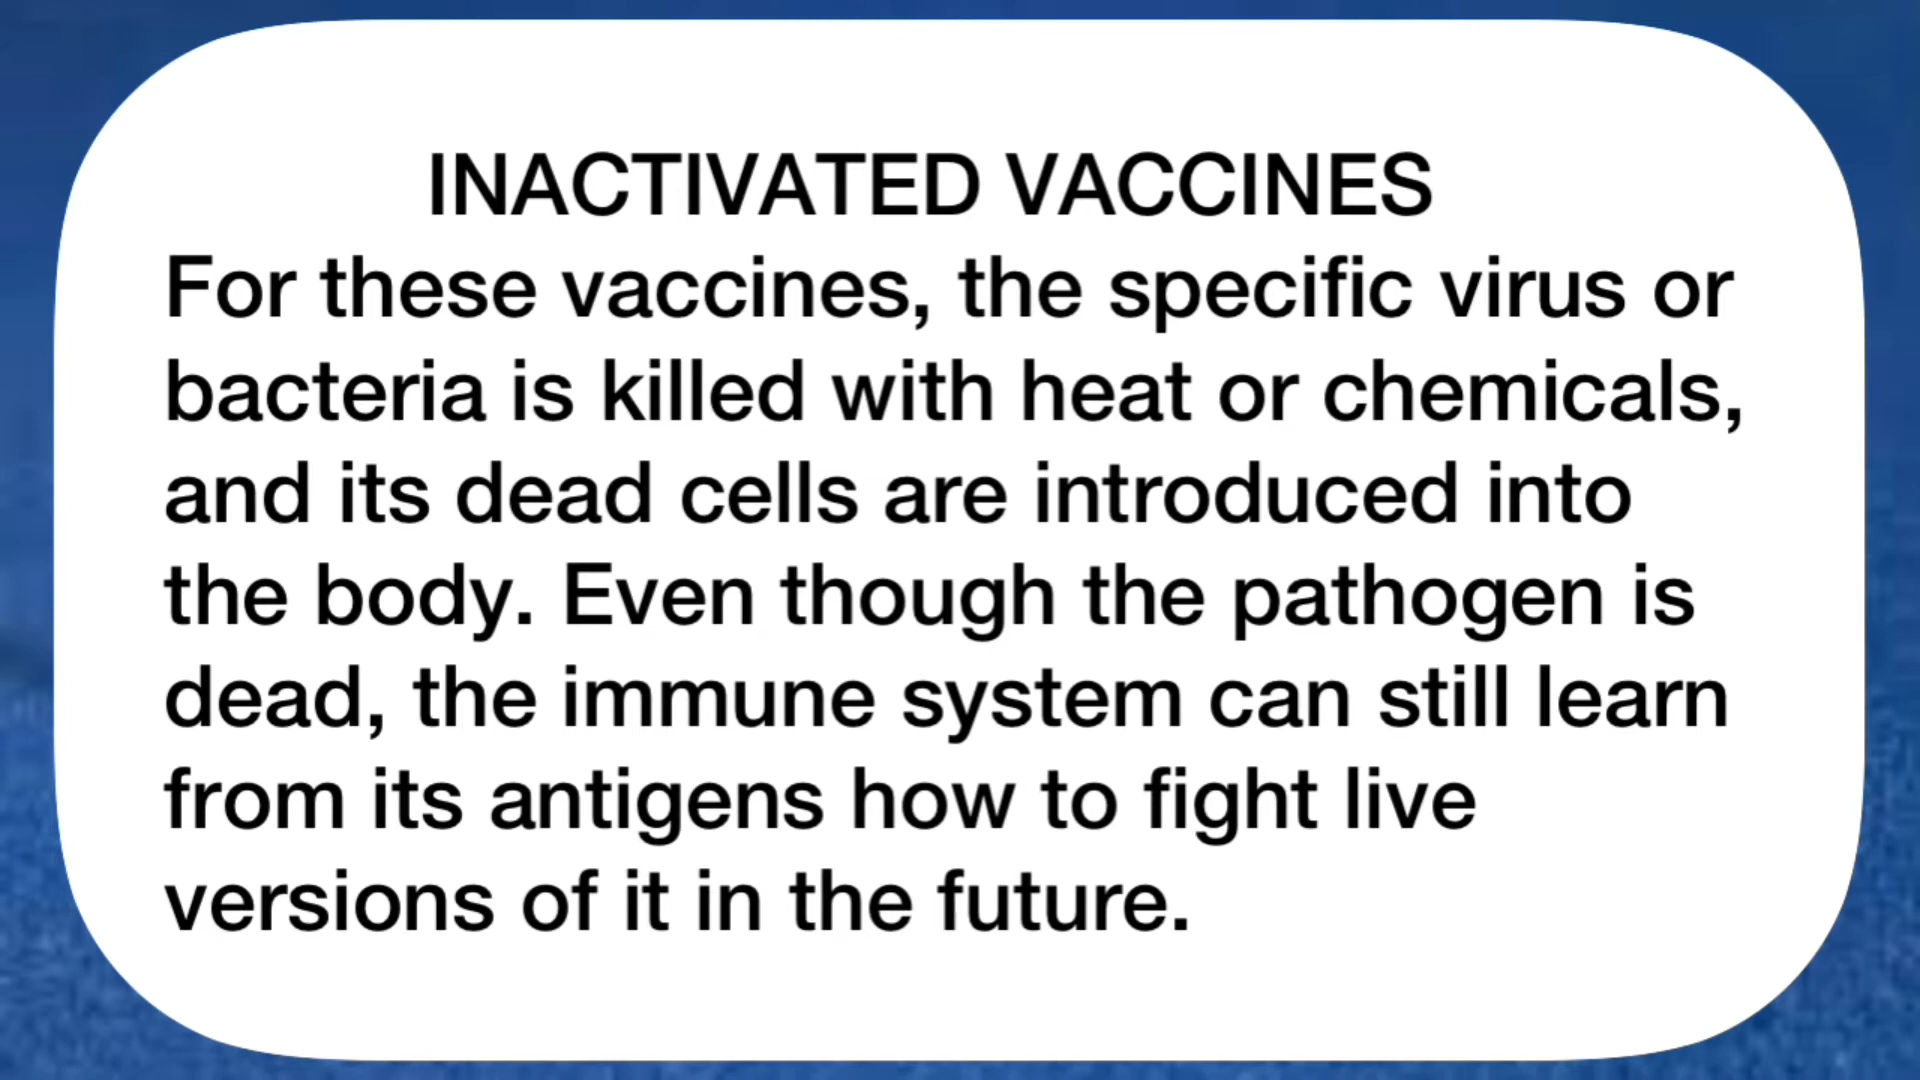 INACTIVATED VACCINES
For these vaccines, the specific virus or
bacteria is killed with heat or chemicals,
and its dead cells are introduced into
the body. Even though the pathogen is
dead, the immune system can still learn
from its antigens how to fight live
versions of it in the future.